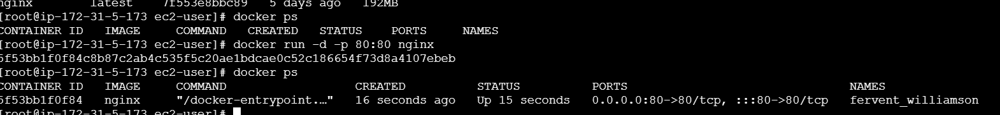 nginx latest 7f553e8bbc89 5 days ago 192MB
[root@ip-172-31-5-173 ec2-user]# docker ps
CONTAINER ID IMAGE COMMAND CREATED STATUS PORTS NAMES
[root@ip-172-31-5-173 ec2-user]# docker run -d -p 80:80 nginx
5f53bb1f0f84c8b87c2ab4c535f5c20ae1bdcae0c52c186654f73d8a4107ebeb
[root@ip-172-31-5-173 ec2-user]# docker ps
CONTAINER ID IMAGE COMMAND CREATED STATUS PORTS NAMES
5f53bb1f0f84 nginx "/docker-entrypoint.…" 16 seconds ago Up 15 seconds 0.0.0.0:80->80/tcp, :::80->80/tcp fervent_williamson
[root@ip-172-31-5-173 ec2-user]#